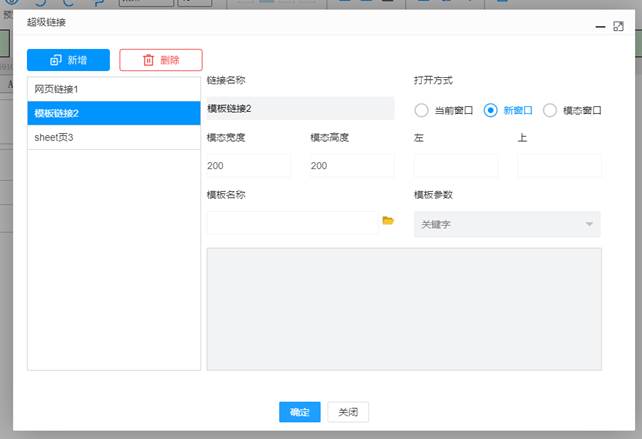 超级链接
新增
删除
网页链接1
模板链接2
sheet页3
链接名称
打开方式
模板链接2
当前窗口
新窗口
模态窗口
模态宽度
模态高度
左
上
200
200
模板名称
模板参数
关键字
确定
关闭